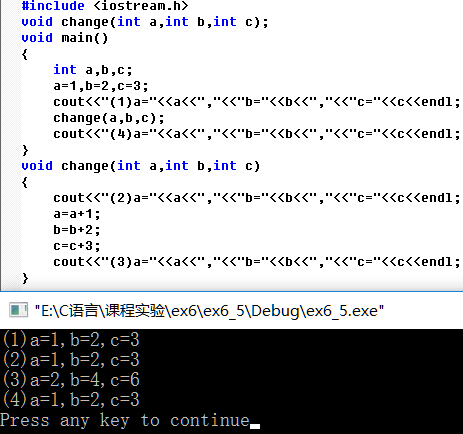 #include <iostream.h>
void change(int a,int b,int c);
void main()
{
    int a,b,c;
    a=1,b=2,c=3;
    cout<<"(1)a="<<a<<","<<"b="<<b<<","<<"c="<<c<<endl;
    change(a,b,c);
    cout<<"(4)a="<<a<<","<<"b="<<b<<","<<"c="<<c<<endl;
}
void change(int a,int b,int c)
{
    cout<<"(2)a="<<a<<","<<"b="<<b<<","<<"c="<<c<<endl;
    a=a+1;
    b=b+2;
    c=c+3;
    cout<<"(3)a="<<a<<","<<"b="<<b<<","<<"c="<<c<<endl;
}
"E:\C语言\课程实验\ex6\ex6_5\Debug\ex6_5.exe"
(1)a=1,b=2,c=3
(2)a=1,b=2,c=3
(3)a=2,b=4,c=6
(4)a=1,b=2,c=3
Press any key to continue